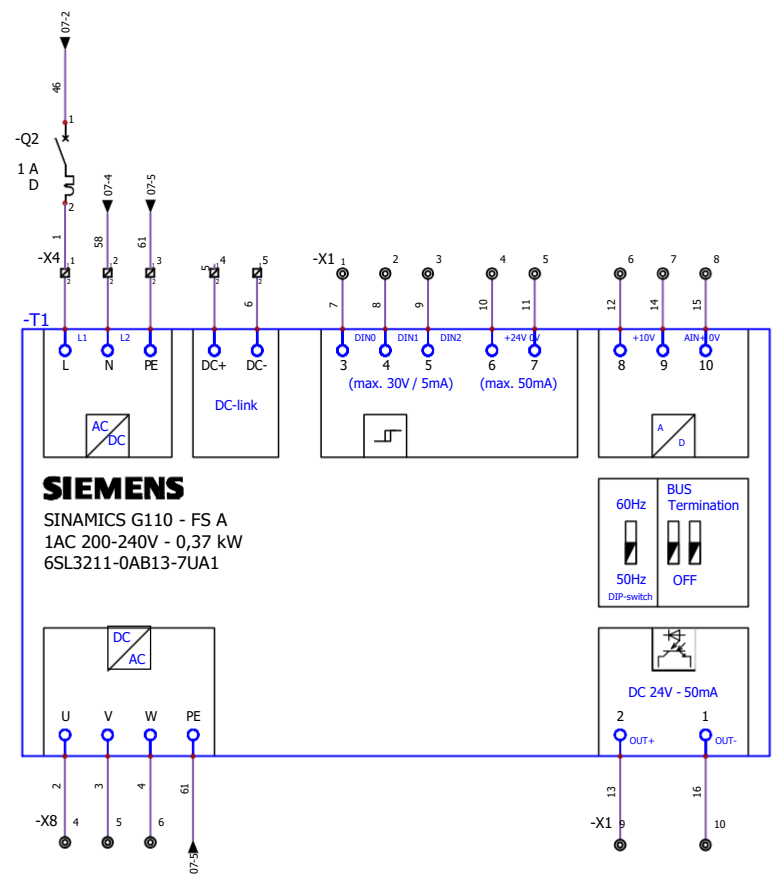 07-2
46
1
-Q2
1 A
D
2
07-4
07-5
1
58
61
-X4
1
2
3
4
5
-X1
1
2
3
4
5
6
7
8
1
2
1
2
1
2
1
2
1
2
5
6
7
8
9
10
11
12
14
15
-T1
L1
L2
DIN0
DIN1
DIN2
+24V
0V
+10V
AIN+
0V
L
N
PE
DC+
DC-
3
4
5
6
7
8
9
10
(max. 30V / 5mA)
(max. 50mA)
DC-link
AC
DC
A
D
SIEMENS
SINAMICS G110 - FS A
1AC 200-240V - 0,37 kW
6SL3211-0AB13-7UA1
60Hz
BUS
Termination
50Hz
OFF
DIP-switch
DC
AC
DC 24V - 50mA
U
V
W
PE
2
1
OUT+
OUT-
2
3
4
61
13
16
-X8
4
5
6
-X1
9
10
07-5